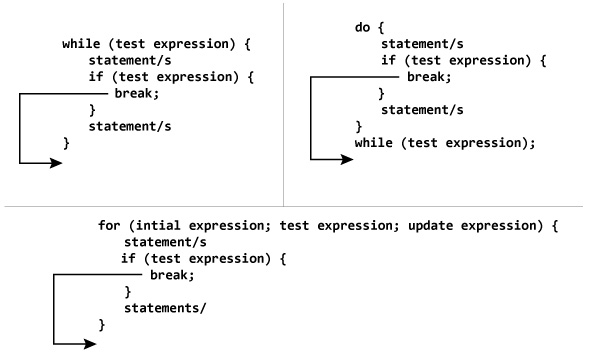 while (test expression) {
statement/s
if (test expression) {
break;
}
statement/s
}
do {
statement/s
if (test expression) {
break;
}
statement/s
}
while (test expression);
for (intial expression; test expression; update expression) {
statement/s
if (test expression) {
break;
}
statements/
}